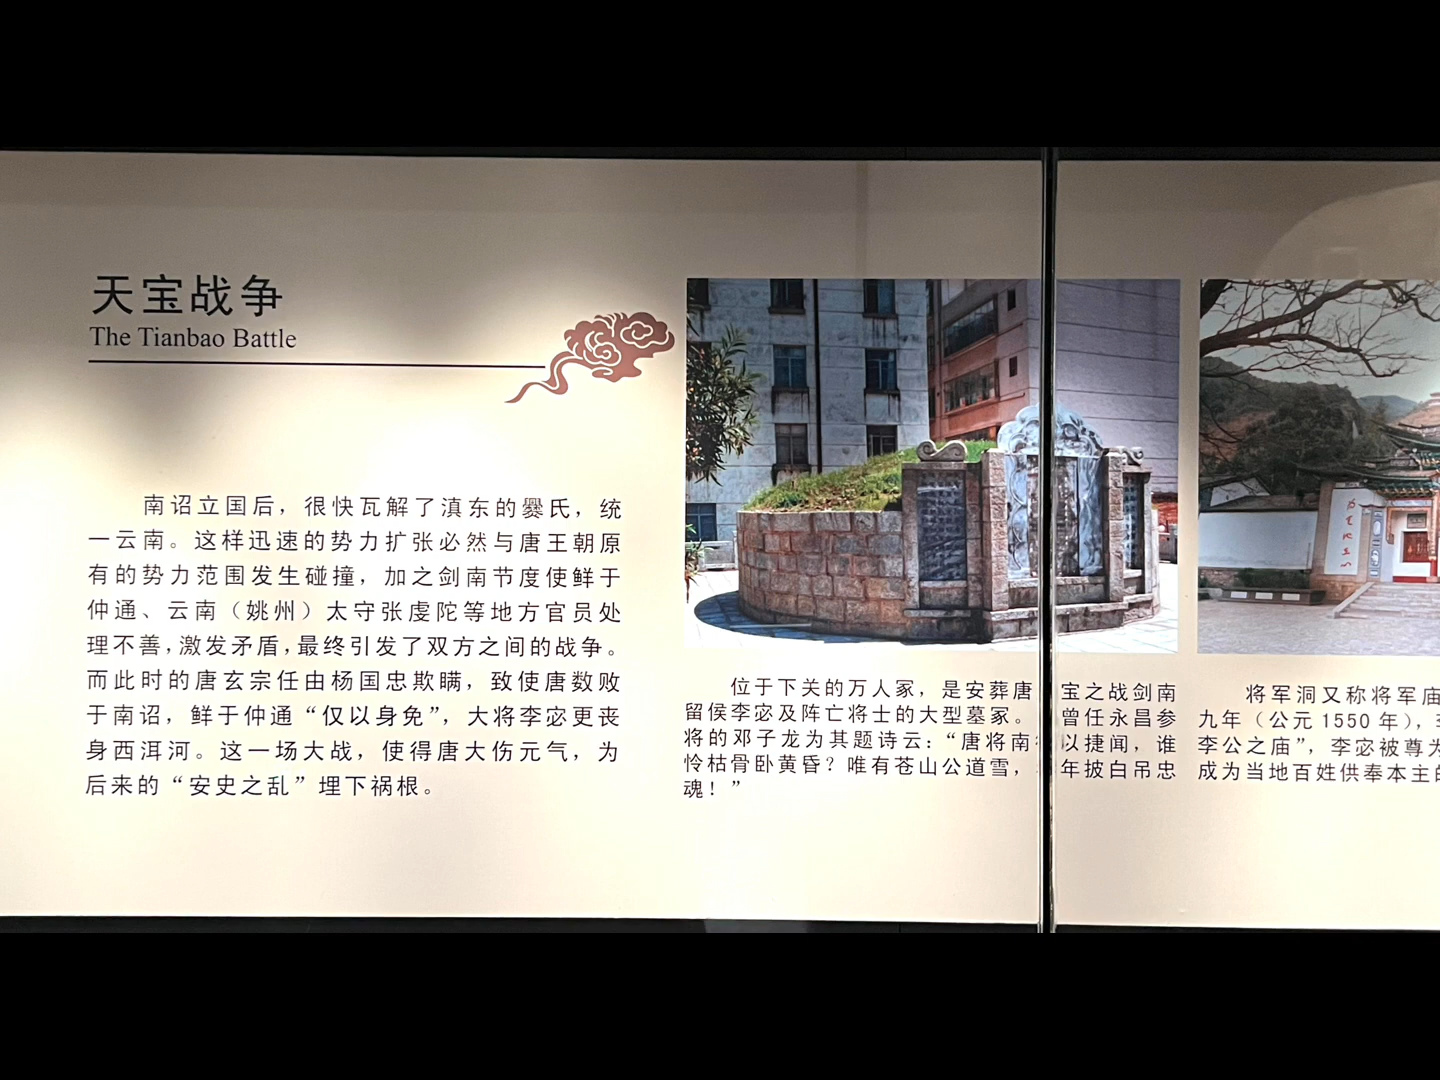 天宝战争
The Tianbao Battle
南诏立国后，很快瓦解了滇东的爨氏，统
一云南。这样迅速的势力扩张必然与唐王朝原
有的势力范围发生碰撞，加之剑南节度使鲜于
仲通、云南（姚州）太守张虔陀等地方官员处
理不善，激发矛盾，最终引发了双方之间的战争。
而此时的唐玄宗任由杨国忠欺瞒，致使唐数败
于南诏，鲜于仲通“仅以身免”，大将李宓更丧
身西洱河。这一场大战，使得唐大伤元气，为
后来的“安史之乱”埋下祸根。
位于下关的万人冢，是安葬唐 宝之战剑南
留侯李宓及阵亡将士的大型墓冢。 曾任永昌参
将的邓子龙为其题诗云：“唐将南 以捷闻，谁
怜枯骨卧黄昏？唯有苍山公道雪， 年披白吊忠
魂！”
将军洞又称将军庙
九年（公元1550年），
李公之庙”，李宓被尊为
成为当地百姓供奉本主的